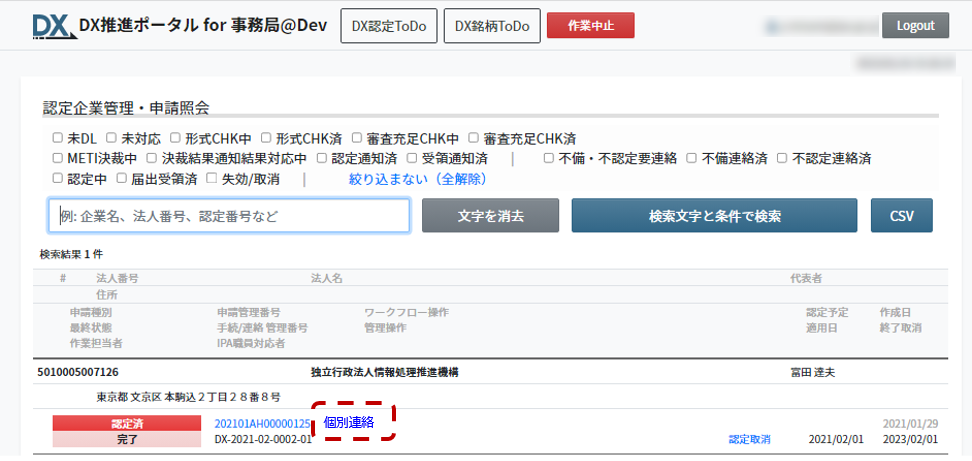 DX DX推進ポータル for 事務局@Dev DX認定ToDo DX銘柄ToDo 作業中止 Logout
認定企業管理・申請照会
未DL 未対応 形式CHK中 形式CHK済 審査充足CHK中 審査充足CHK済
METI決裁中 決裁結果通知結果対応中 認定通知済 受領通知済 | 不備・不認定要連絡 不備連絡済 不認定連絡済
認定中 届出受領済 失効/取消 | 絞り込まない（全解除）
例: 企業名、法人番号、認定番号など 文字を消去 検索文字と条件で検索 CSV
検索結果 1 件
# 法人番号 法人名 代表者
住所
申請種別 申請管理番号 ワークフロー操作 認定予定 作成日
最終状態 手続/連絡 管理番号 管理操作 適用日 終了取消
作業担当者 IPA職員対応者
5010005007126 独立行政法人情報処理推進機構 富田 達夫
東京都 文京区 本駒込２丁目２８番８号
認定済 202101AH00000125 個別連絡 2021/01/29
完了 DX-2021-02-0002-01 認定取消 2021/02/01 2023/02/01